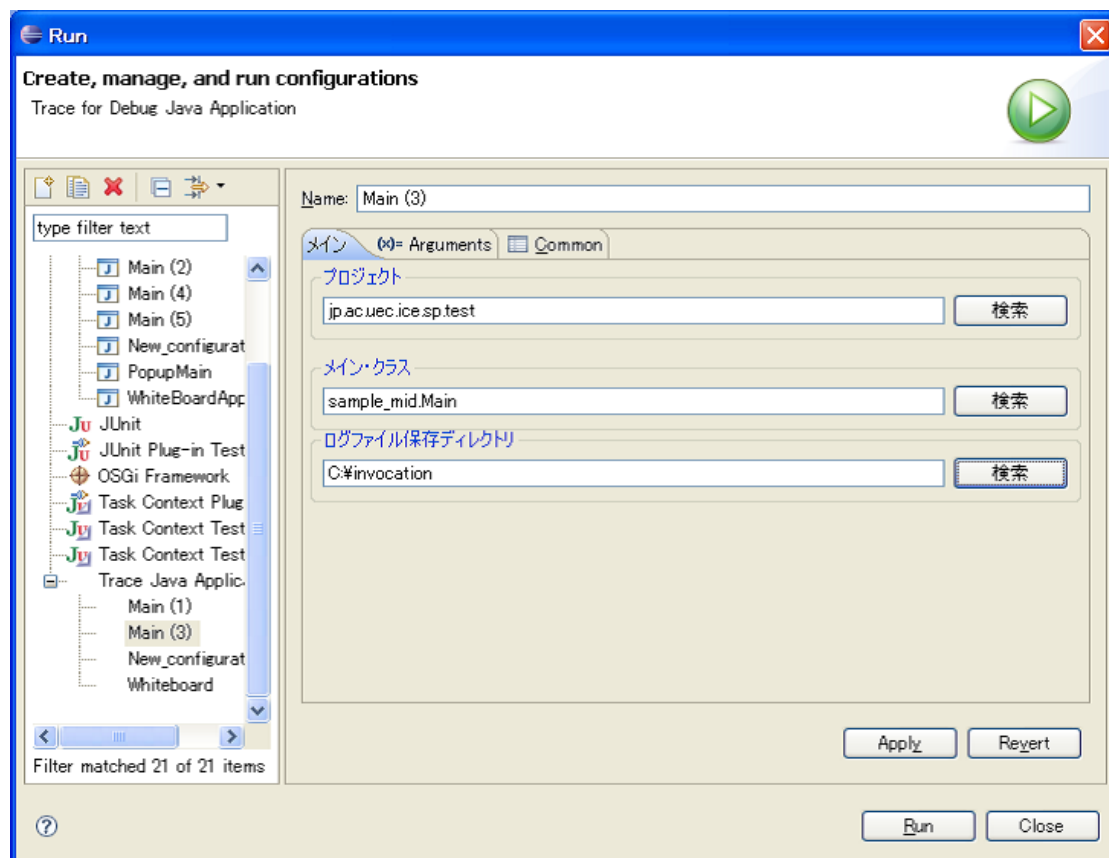 Run
Create, manage, and run configurations
Trace for Debug Java Application
type filter text
Main (2)
Main (4)
Main (5)
New_configurat
PopupMain
WhiteBoardApp
JUnit
JUnit Plug-in Test
OSGi Framework
Task Context Plug
Task Context Test
Task Context Test
Trace Java Applic
Main (1)
Main (3)
New_configurat
Whiteboard
Filter matched 21 of 21 items
Name: Main (3)
メイン (x)= Arguments Common
プロジェクト
jp.ac.uec.ice.sp.test 検索
メイン・クラス
sample_mid.Main 検索
ログファイル保存ディレクトリ
C:¥invocation 検索
Apply Revert
Run Close